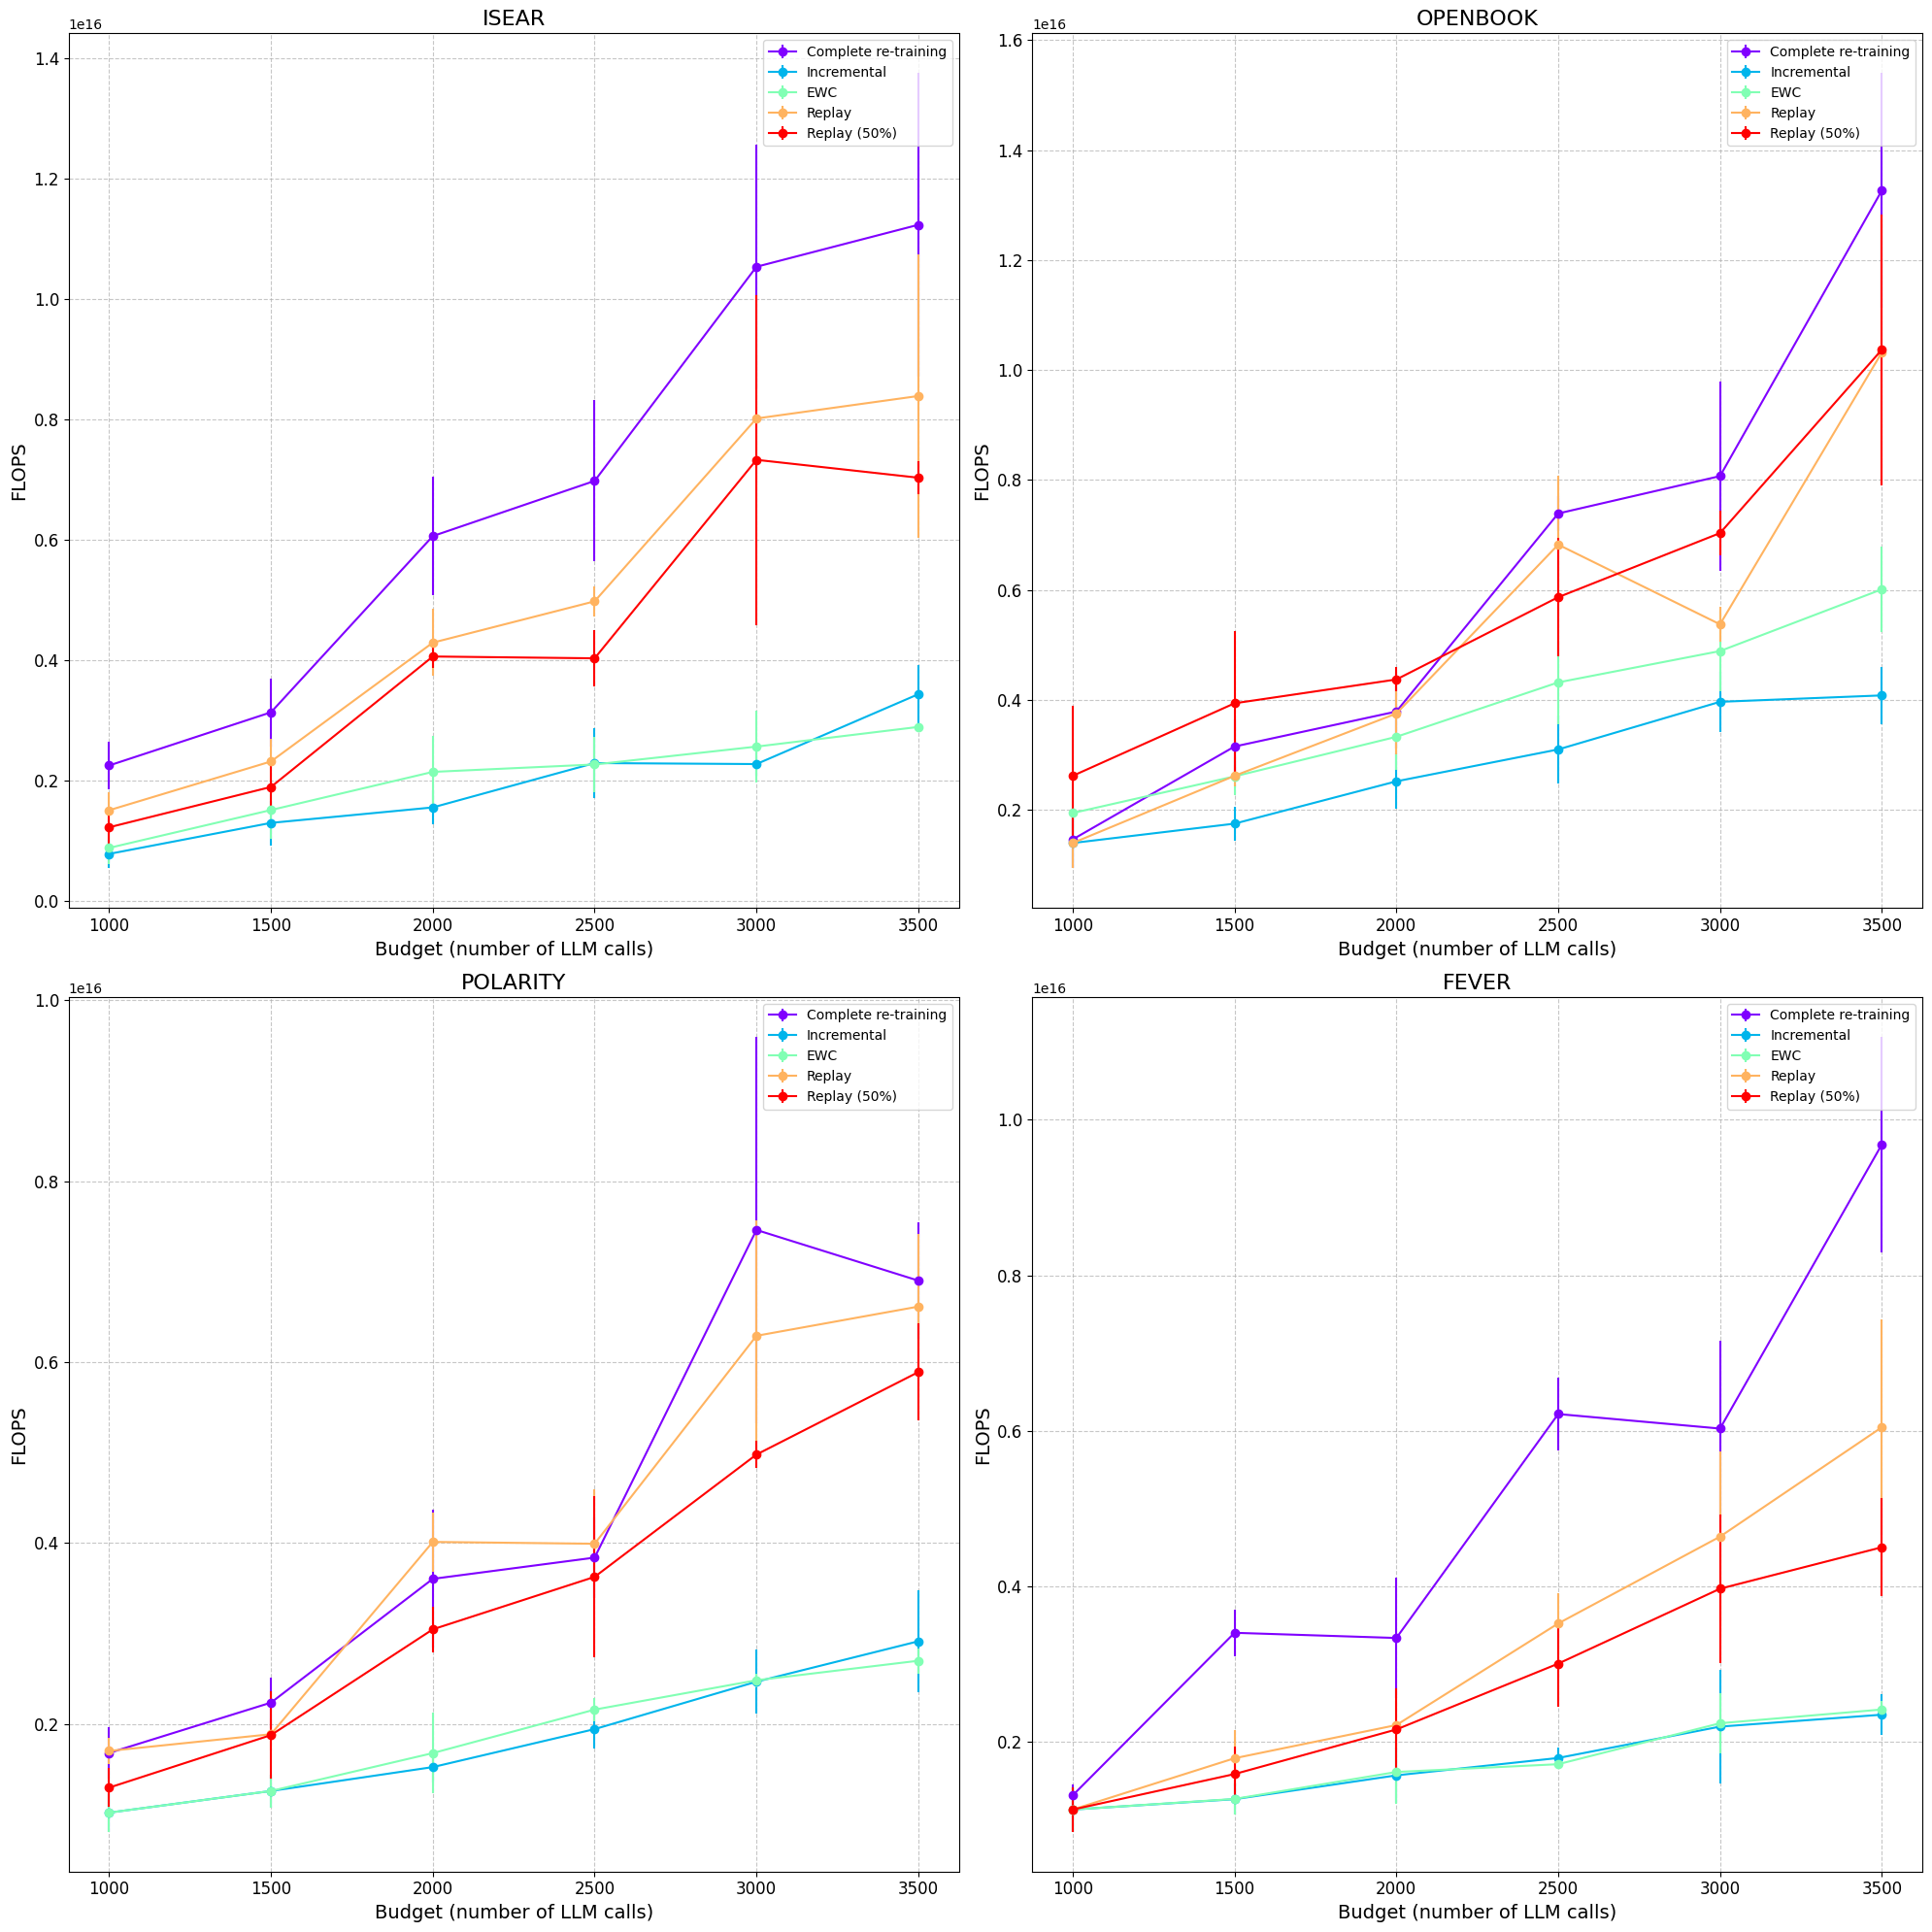 ISEAR
1e16
1.4
1.2
1.0
0.8
0.6
0.4
0.2
0.0
FLOPS
Complete re-training
Incremental
EWC
Replay
Replay (50%)
1000 1500 2000 2500 3000 3500
Budget (number of LLM calls)
OPENBOOK
1e16
1.6
1.4
1.2
1.0
0.8
0.6
0.4
0.2
FLOPS
Complete re-training
Incremental
EWC
Replay
Replay (50%)
1000 1500 2000 2500 3000 3500
Budget (number of LLM calls)
POLARITY
1e16
1.0
0.8
0.6
0.4
0.2
FLOPS
Complete re-training
Incremental
EWC
Replay
Replay (50%)
1000 1500 2000 2500 3000 3500
Budget (number of LLM calls)
FEVER
1e16
1.0
0.8
0.6
0.4
0.2
FLOPS
Complete re-training
Incremental
EWC
Replay
Replay (50%)
1000 1500 2000 2500 3000 3500
Budget (number of LLM calls)